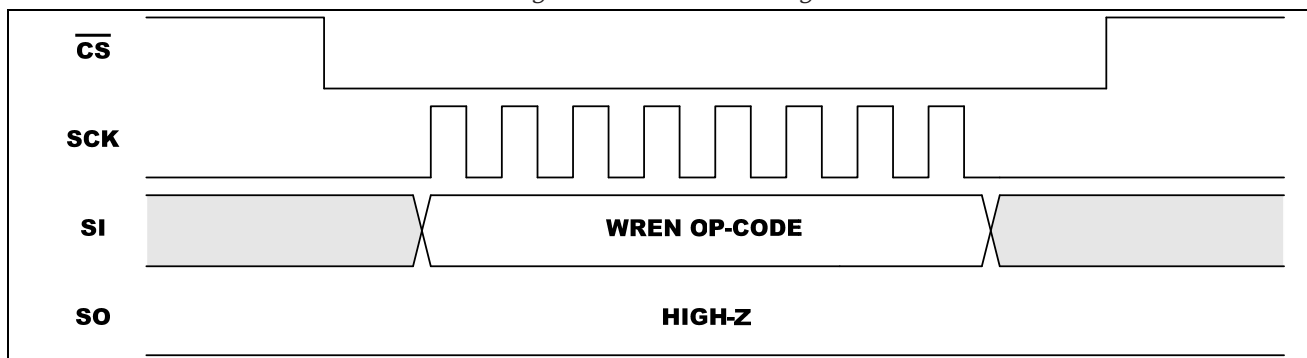 CS
SCK
SI
WREN OP-CODE
SO
HIGH-Z